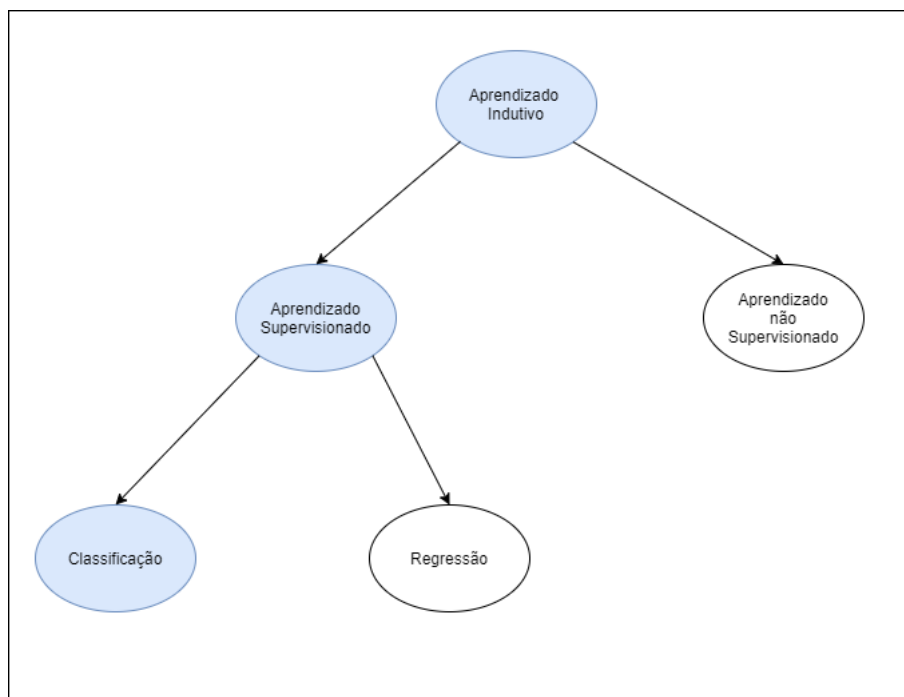 Aprendizado
Indutivo
Aprendizado
Supervisionado
Aprendizado
não
Supervisionado
Classificação
Regressão